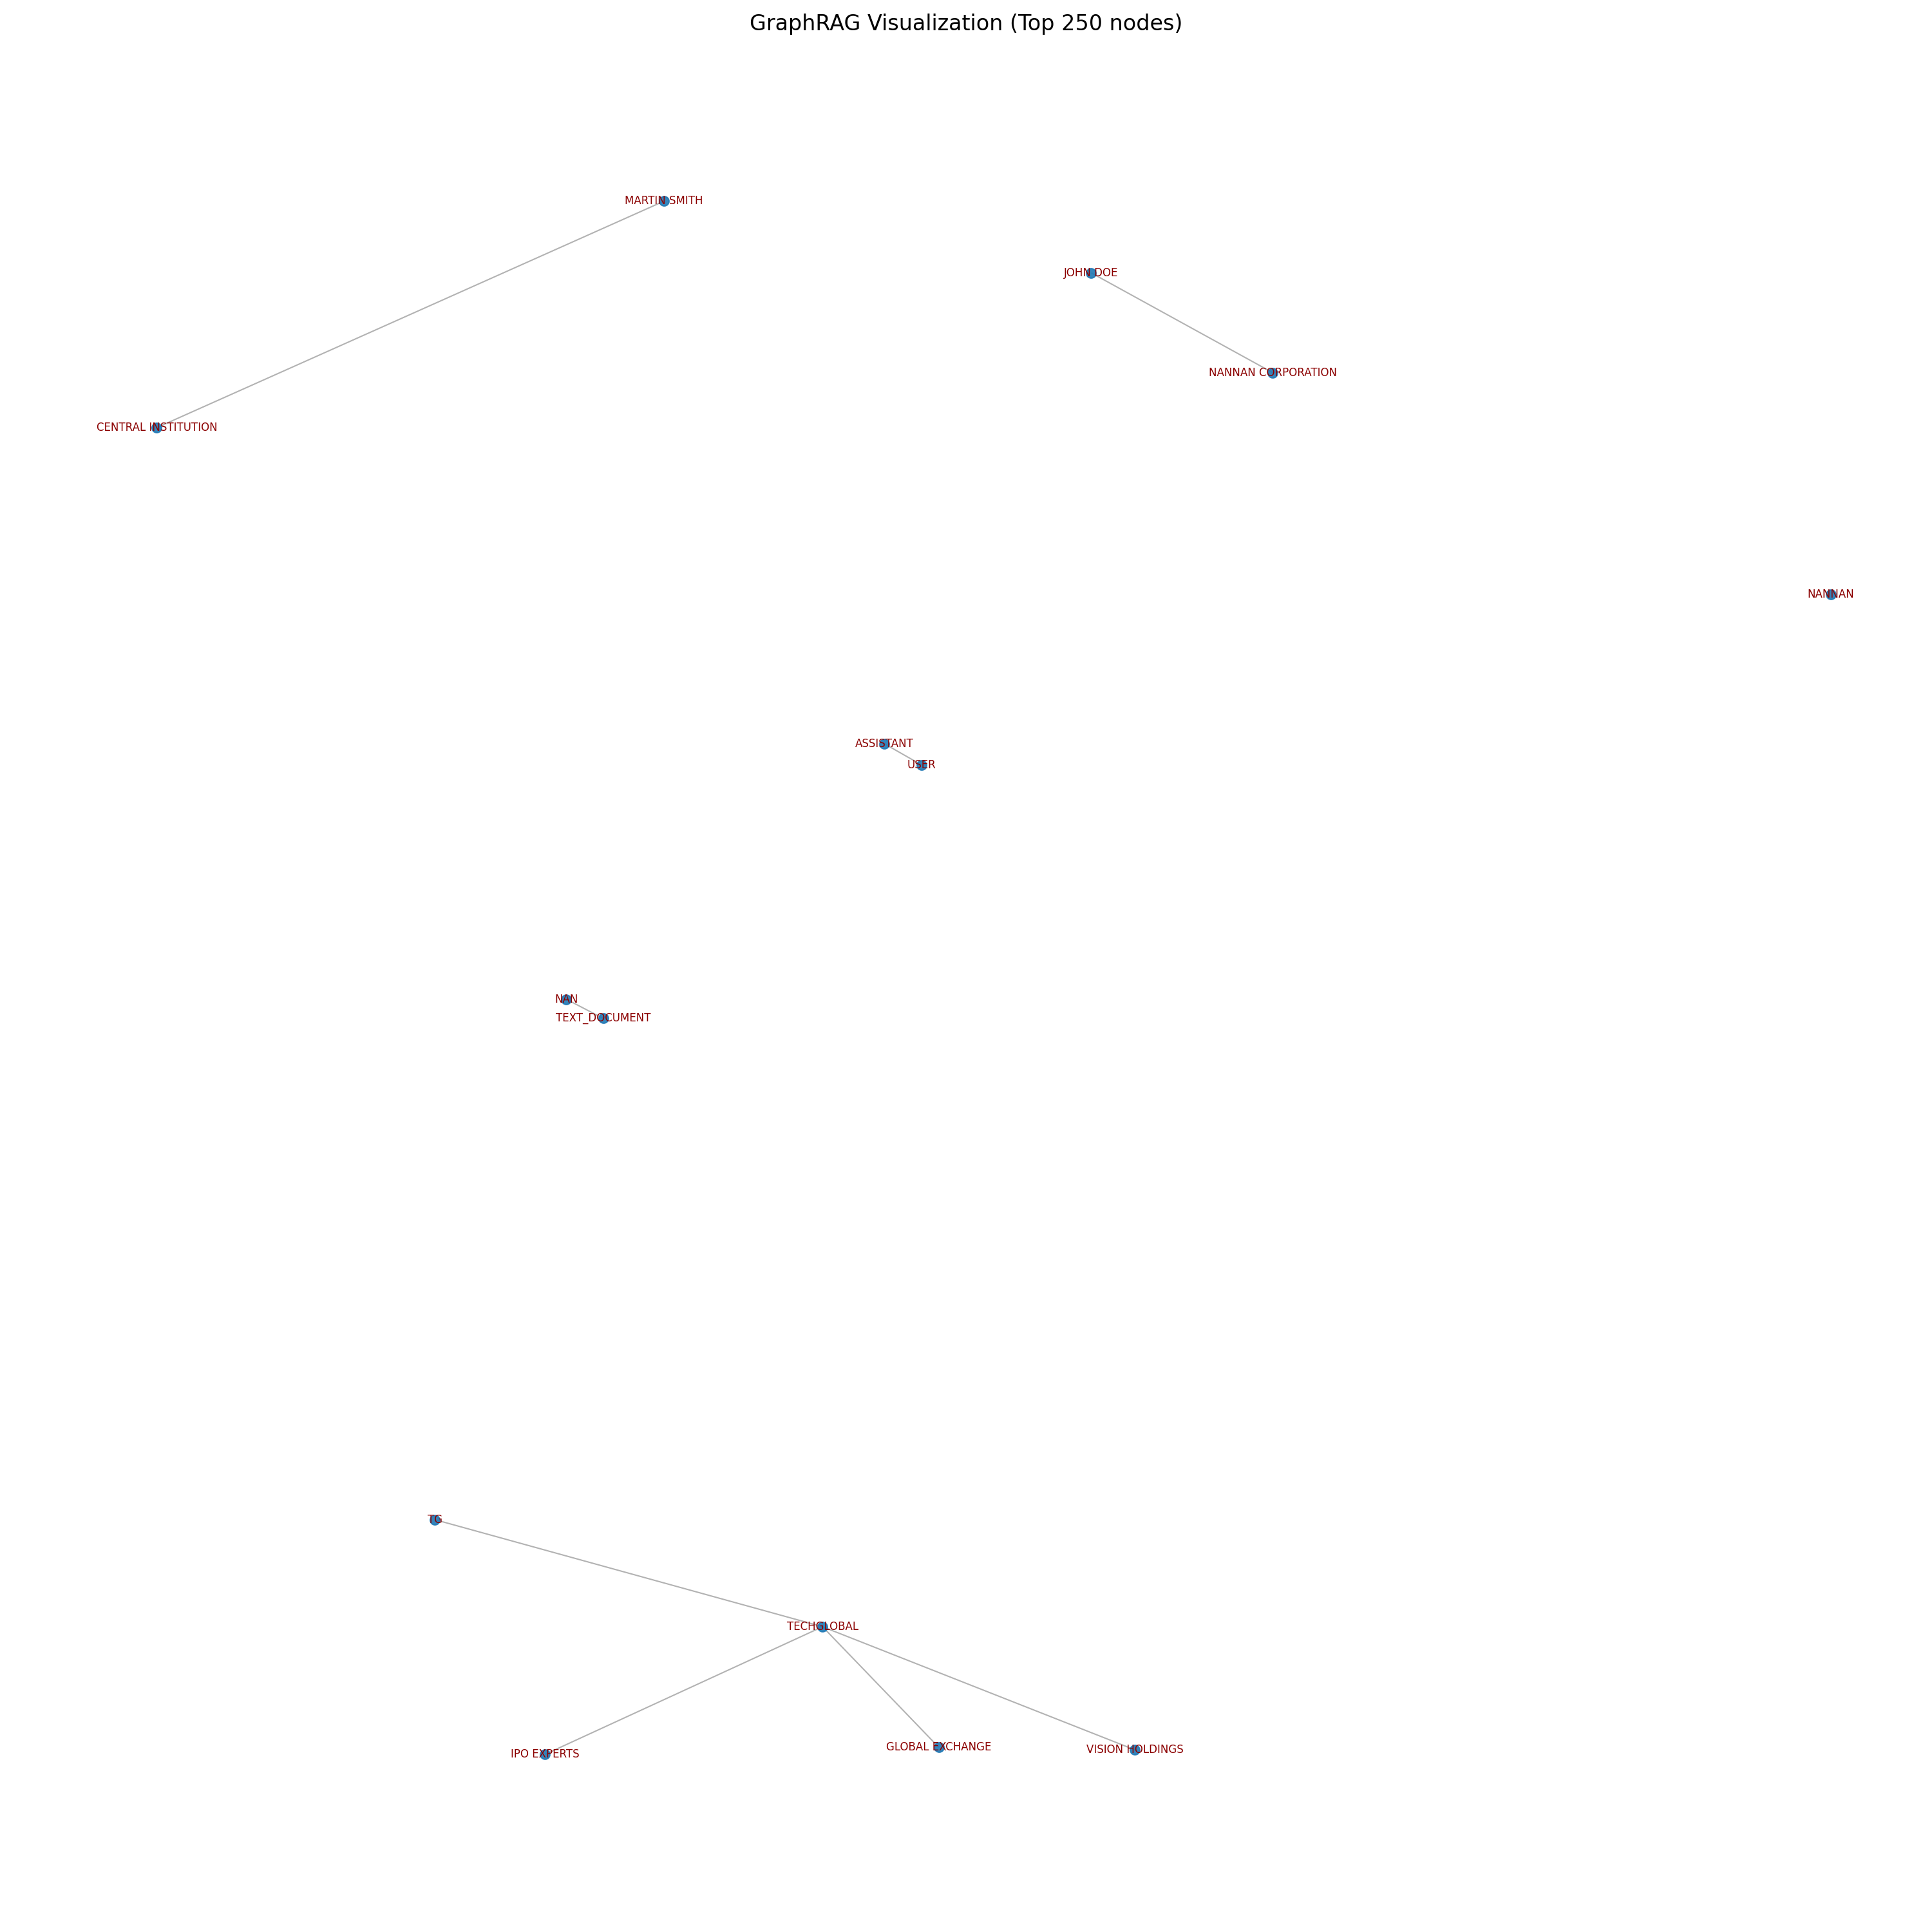 GraphRAG Visualization (Top 250 nodes)
MARTIN SMITH
JOHN DOE
NANNAN CORPORATION
CENTRAL INSTITUTION
NANNAN
ASSISTANT
USER
NAN
TEXT_DOCUMENT
TG
TECHGLOBAL
GLOBAL EXCHANGE
VISION HOLDINGS
IPO EXPERTS